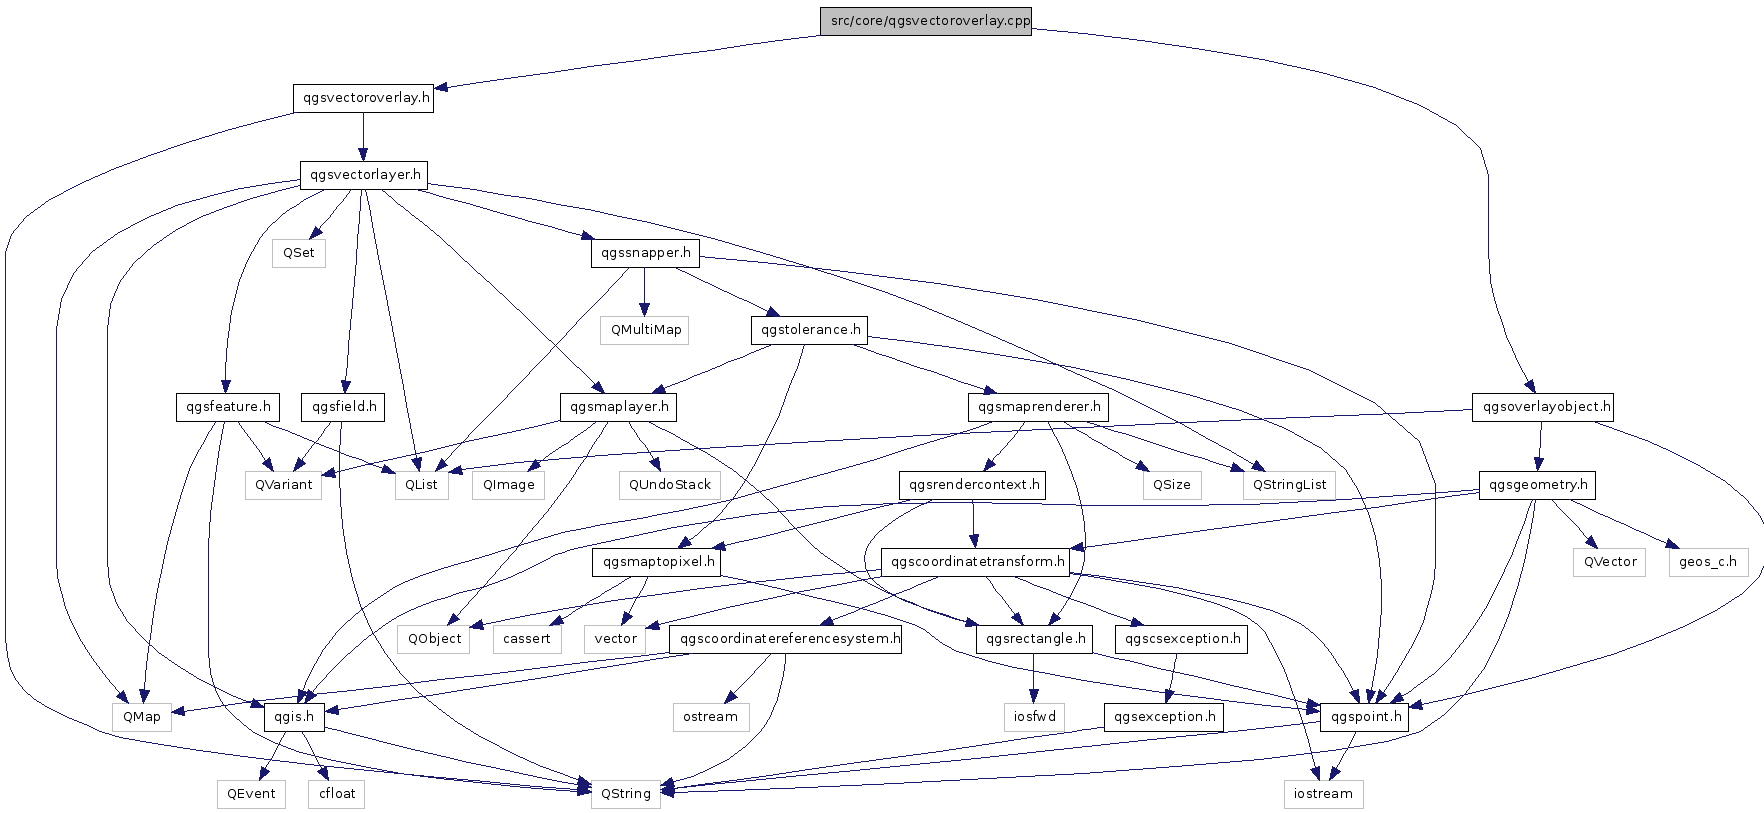 src/core/qgsvectoroverlay.cpp
qgsvectoroverlay.h
qgsvectorlayer.h
QSet
qgssnapper.h
QMultiMap
qgstolerance.h
qgsfeature.h
qgsfield.h
qgsmaplayer.h
qgsmaprenderer.h
qgsoverlayobject.h
QVariant
QList
QImage
QUndoStack
qgsrendercontext.h
QSize
QStringList
qgsgeometry.h
qgsmaptopixel.h
qgscoordinatetransform.h
QVector
geos_c.h
QObject
cassert
vector
qgscoordinatereferencesystem.h
qgsrectangle.h
qgscsexception.h
QMap
qgis.h
ostream
iosfwd
qgsexception.h
qgspoint.h
QEvent
cfloat
QString
iostream